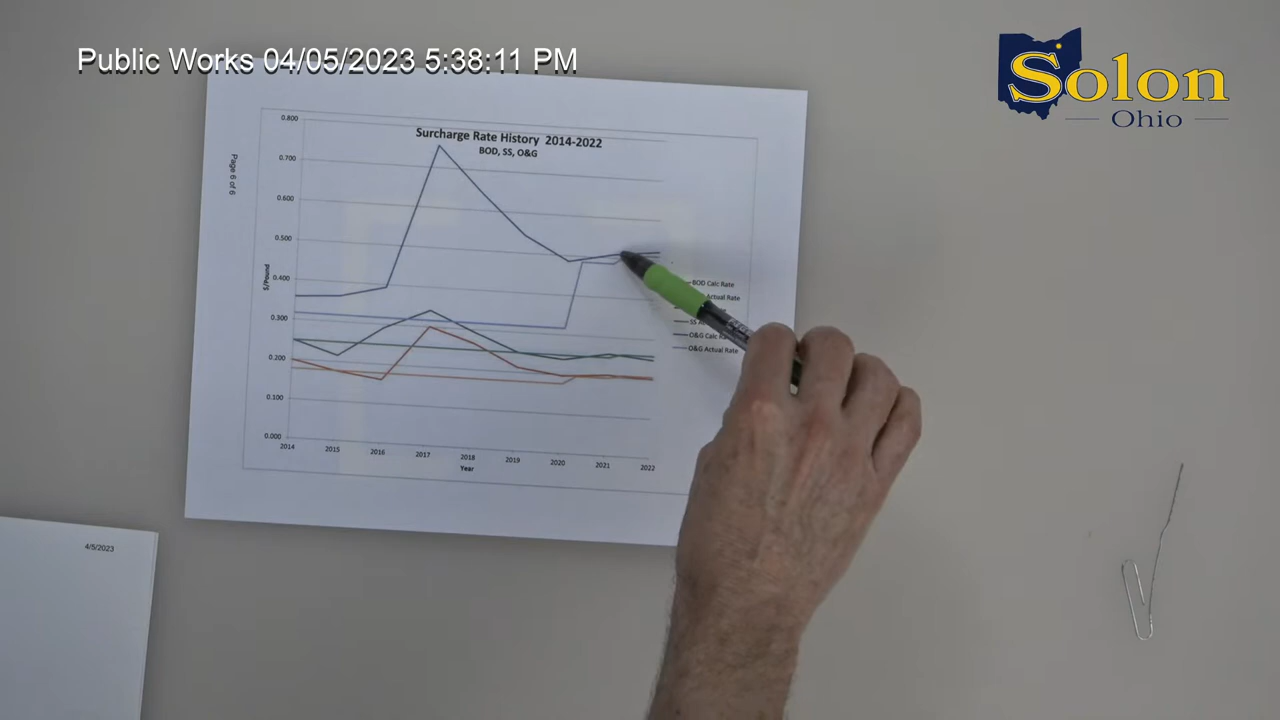 Public Works 04/05/2023 5:38:11 PM
Solon
Ohio
Surcharge Rate History 2014-2022
BOD, SS, O&G
Page 6 of 6
0.800
0.700
0.600
0.500
0.400
0.300
0.200
0.100
0.000
$/Pound
2014 2015 2016 2017 2018 2019 2020 2021 2022
Year
BOD Calc Rate
Actual Rate
SS
O&G Calc
O&G Actual Rate
4/5/2023